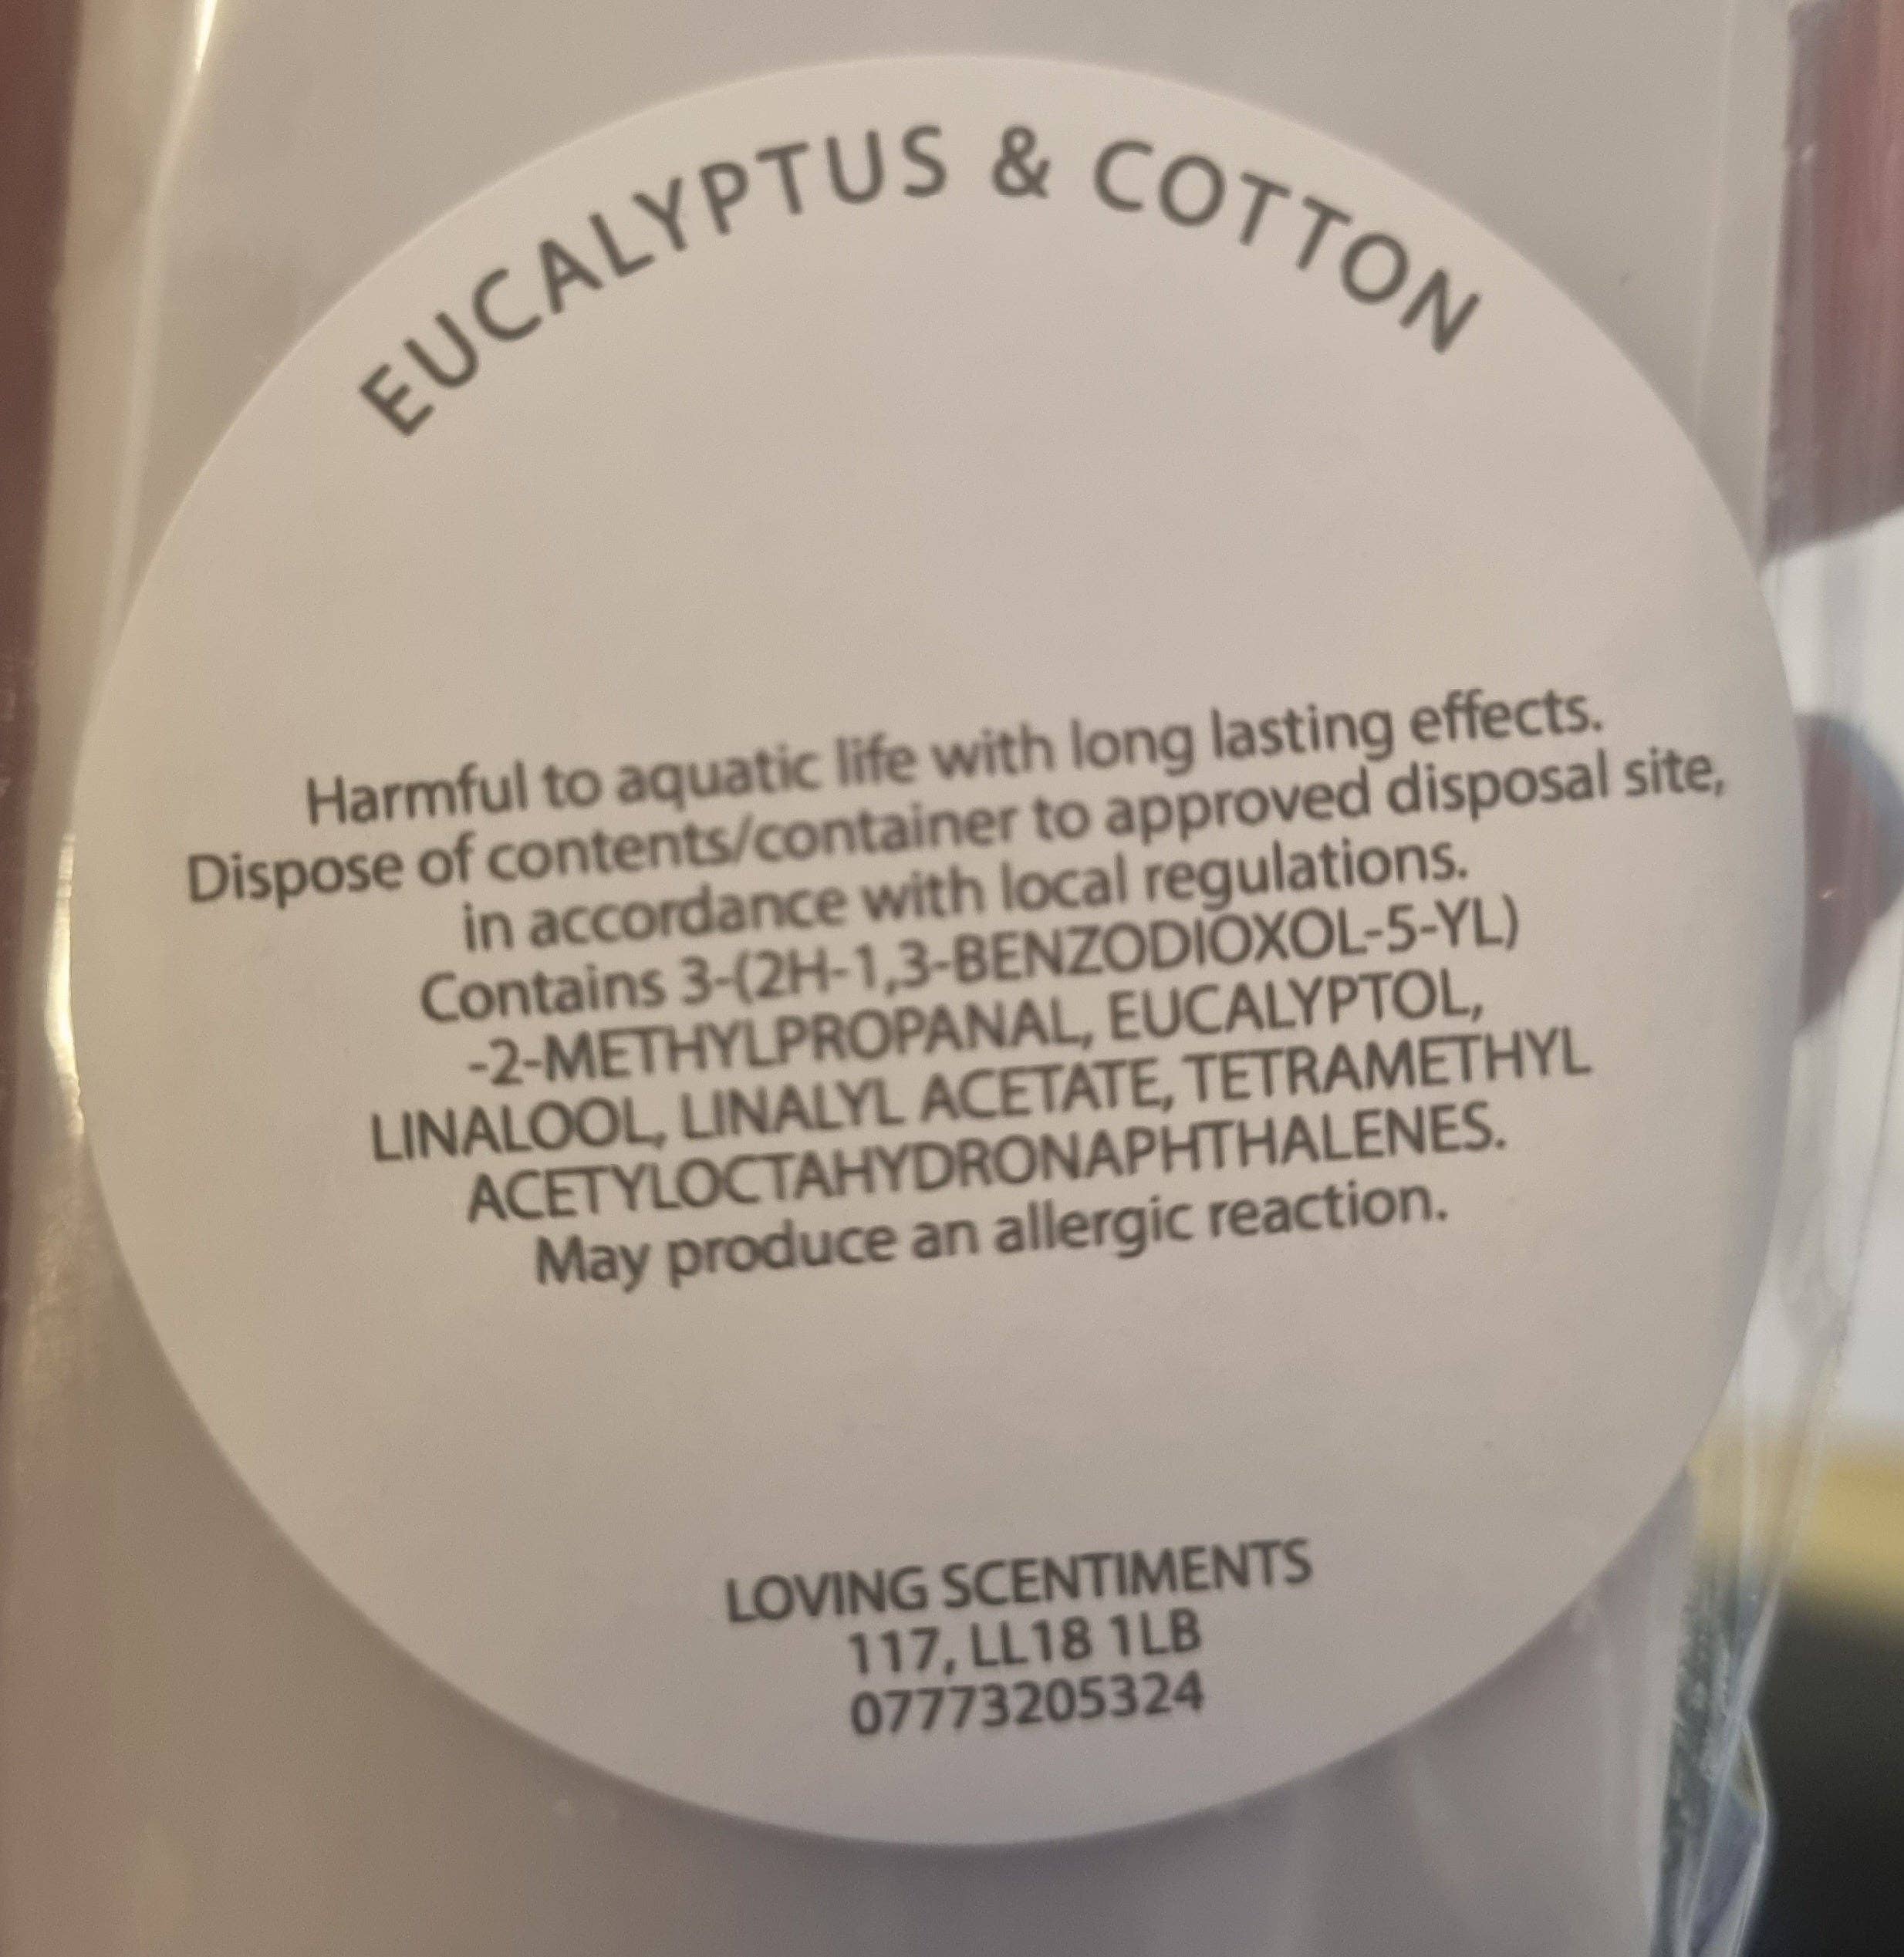 EUCALYPTUS & COTTON
Harmful to aquatic life with long lasting effects.
Dispose of contents/container to approved disposal site,
in accordance with local regulations.
Contains 3-(2H-1,3-BENZODIOXOL-5-YL)
-2-METHYLPROPANAL, EUCALYPTOL,
LINALOOL, LINALYL ACETATE, TETRAMETHYL
ACETYLOCTAHYDRONAPHTHALENES.
May produce an allergic reaction.
LOVING SCENTIMENTS
117, LL18 1LB
07773205324